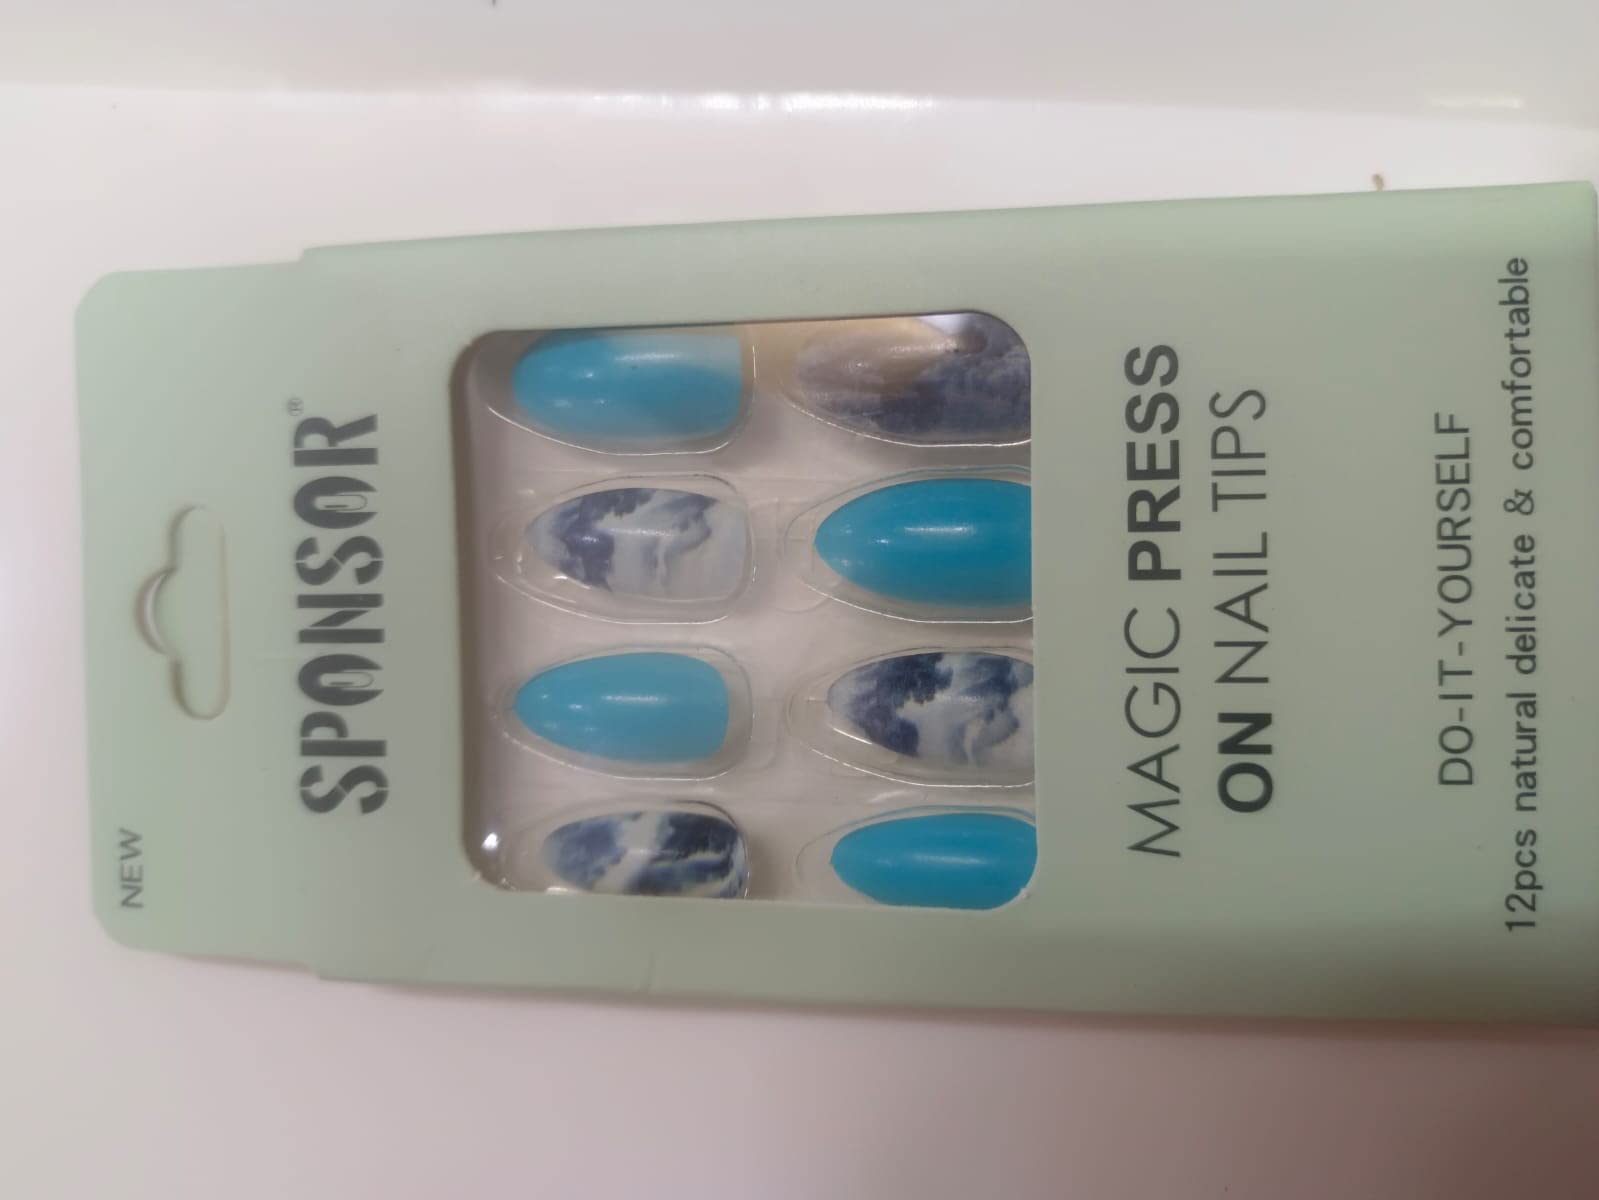 NEW
SPONSOR®
MAGIC PRESS
ON NAIL TIPS
DO-IT-YOURSELF
12pcs natural delicate & comfortable